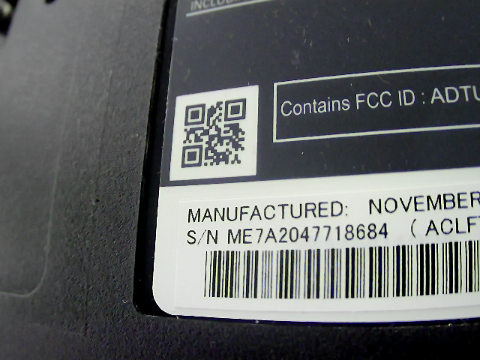 Contains FCC ID : ADTU
MANUFACTURED: NOVEMBER
S/N ME7A2047718684 ( ACLF